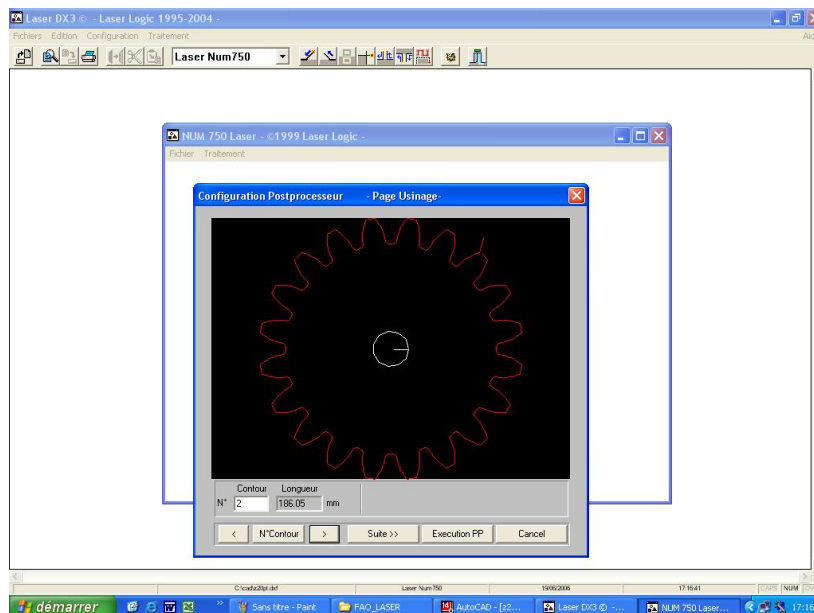 Laser DX3 © - Laser Logic 1995-2004 -
Fichiers Edition Configuration Traitement
Laser Num750
NUM 750 Laser - ©1999 Laser Logic -
Fichier Traitement
Configuration Postprocesseur - Page Usinage-
Contour Longueur
N° 2 186.05 mm
< N°Contour > Suite >> Execution PP Cancel
C:\cad\z20pl.dxf Laser Num750 19/06/2006 17:16:41 CAPS NUM
démarrer Sans titre - Paint FAO_LASER AutoCAD - [z2... Laser DX3 © - ... NUM 750 Laser... 17:16